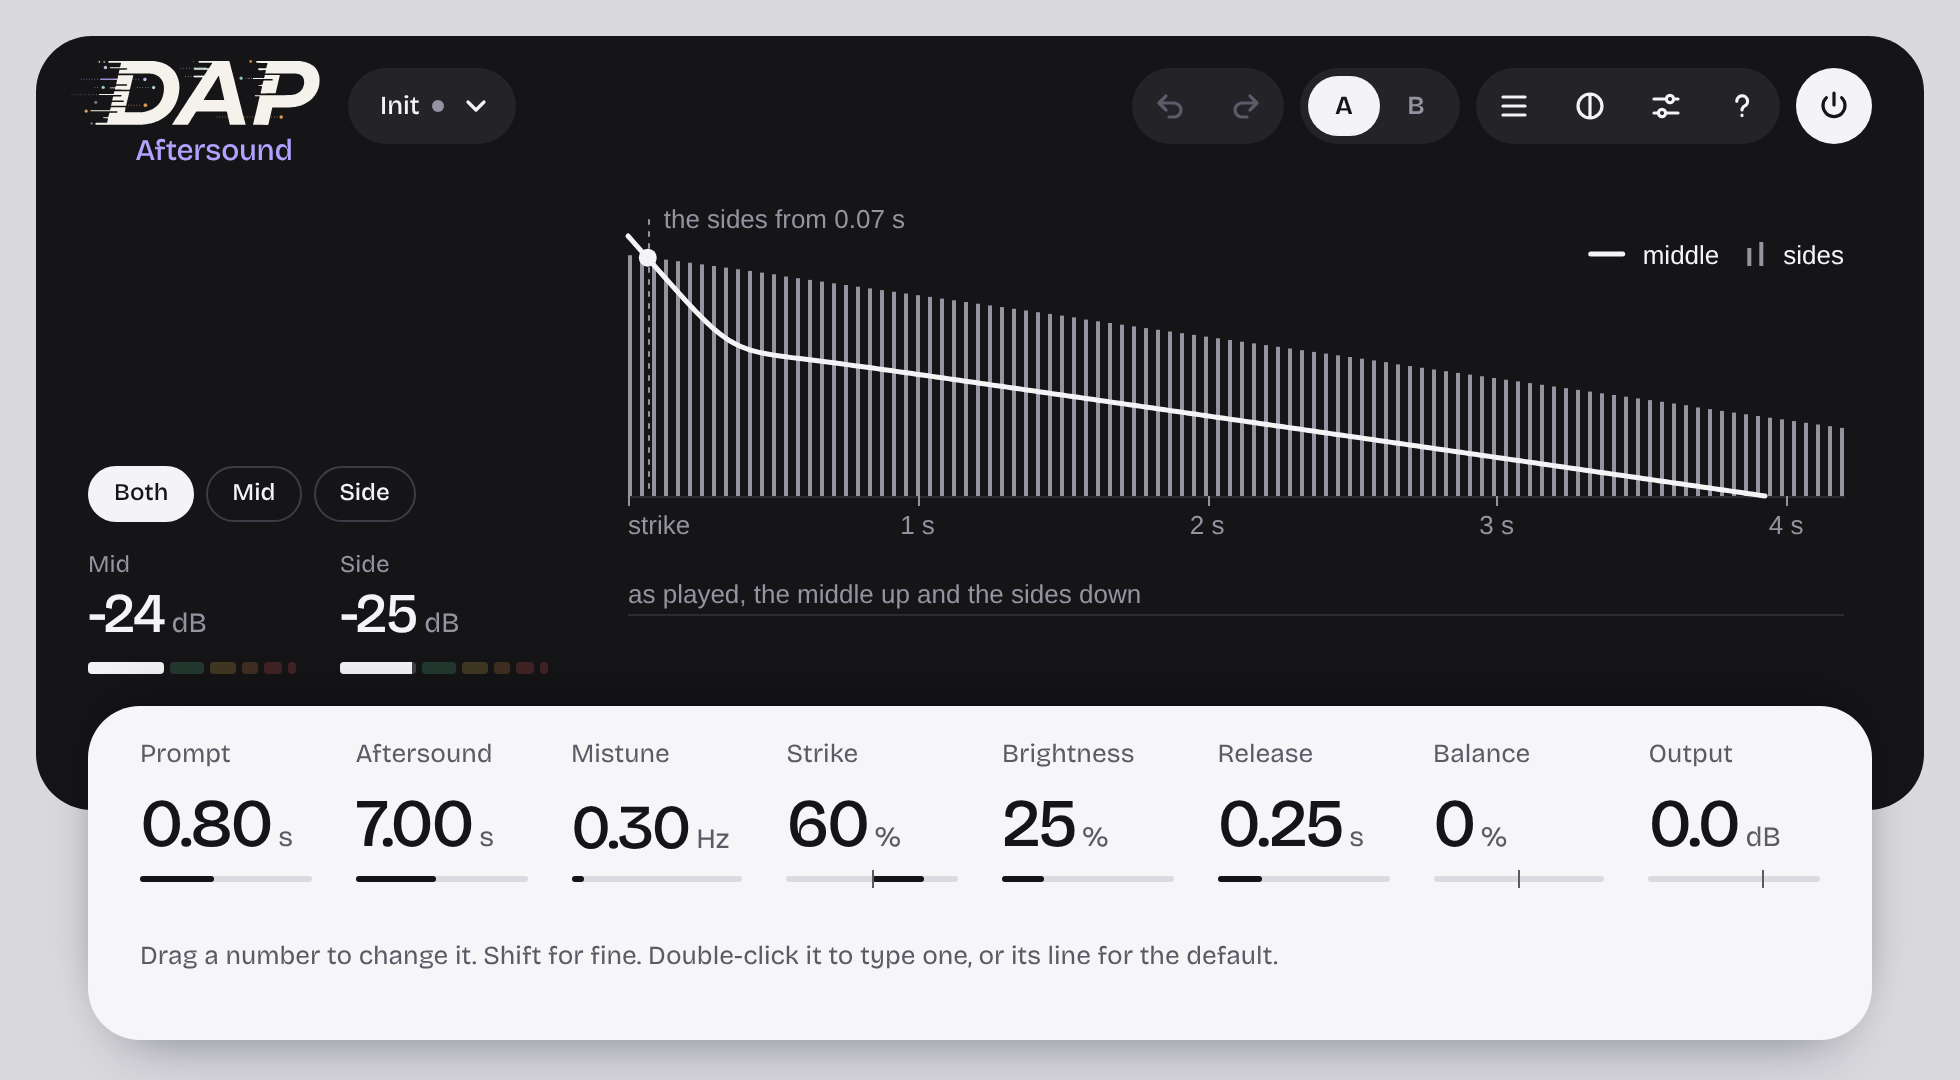 DAP
Aftersound
Init
A
B
?
the sides from 0.07 s
middle
sides
strike
1 s
2 s
3 s
4 s
as played, the middle up and the sides down
Both
Mid
Side
Mid
Side
-24 dB
-25 dB
Prompt
Aftersound
Mistune
Strike
Brightness
Release
Balance
Output
0.80 s
7.00 s
0.30 Hz
60 %
25 %
0.25 s
0 %
0.0 dB
Drag a number to change it. Shift for fine. Double-click it to type one, or its line for the default.